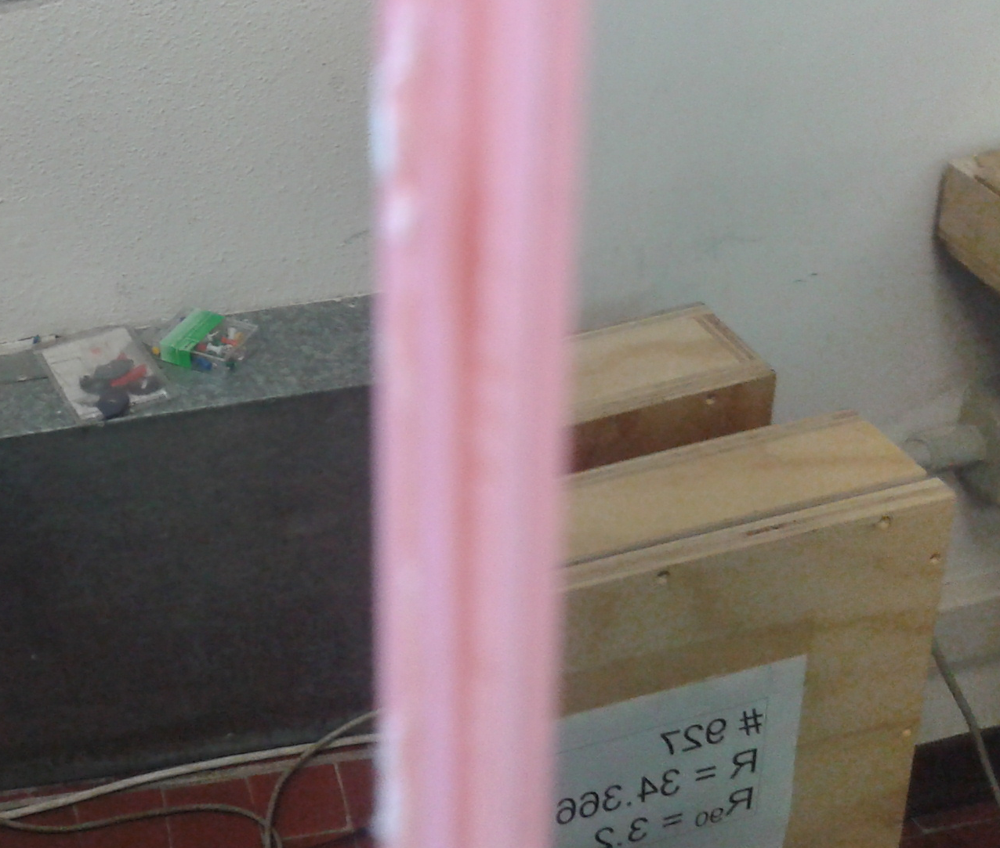 # 927
R = 34.366
R90 = 3.2